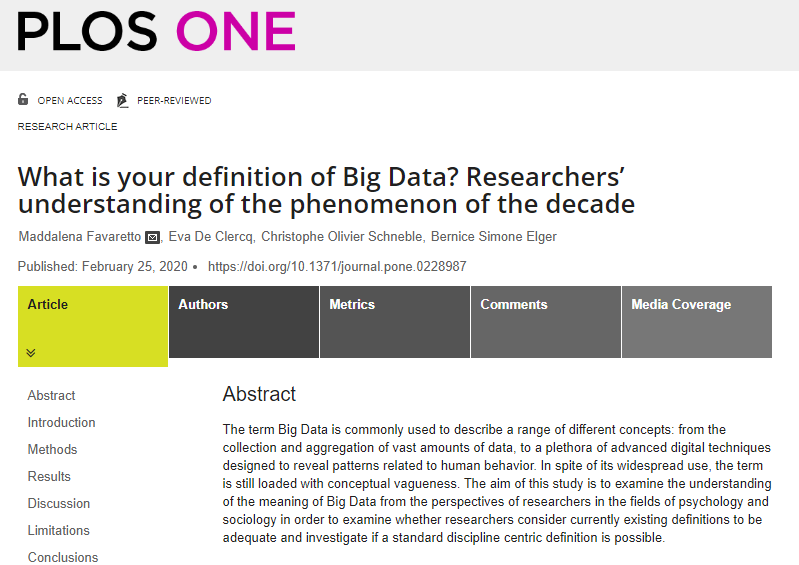 PLOS ONE
OPEN ACCESS PEER-REVIEWED
RESEARCH ARTICLE
What is your definition of Big Data? Researchers’
understanding of the phenomenon of the decade
Maddalena Favaretto, Eva De Clercq, Christophe Olivier Schneble, Bernice Simone Elger
Published: February 25, 2020 • https://doi.org/10.1371/journal.pone.0228987
Article Authors Metrics Comments Media Coverage
Abstract
Introduction
Methods
Results
Discussion
Limitations
Conclusions
Abstract
The term Big Data is commonly used to describe a range of different concepts: from the
collection and aggregation of vast amounts of data, to a plethora of advanced digital techniques
designed to reveal patterns related to human behavior. In spite of its widespread use, the term
is still loaded with conceptual vagueness. The aim of this study is to examine the understanding
of the meaning of Big Data from the perspectives of researchers in the fields of psychology and
sociology in order to examine whether researchers consider currently existing definitions to be
adequate and investigate if a standard discipline centric definition is possible.